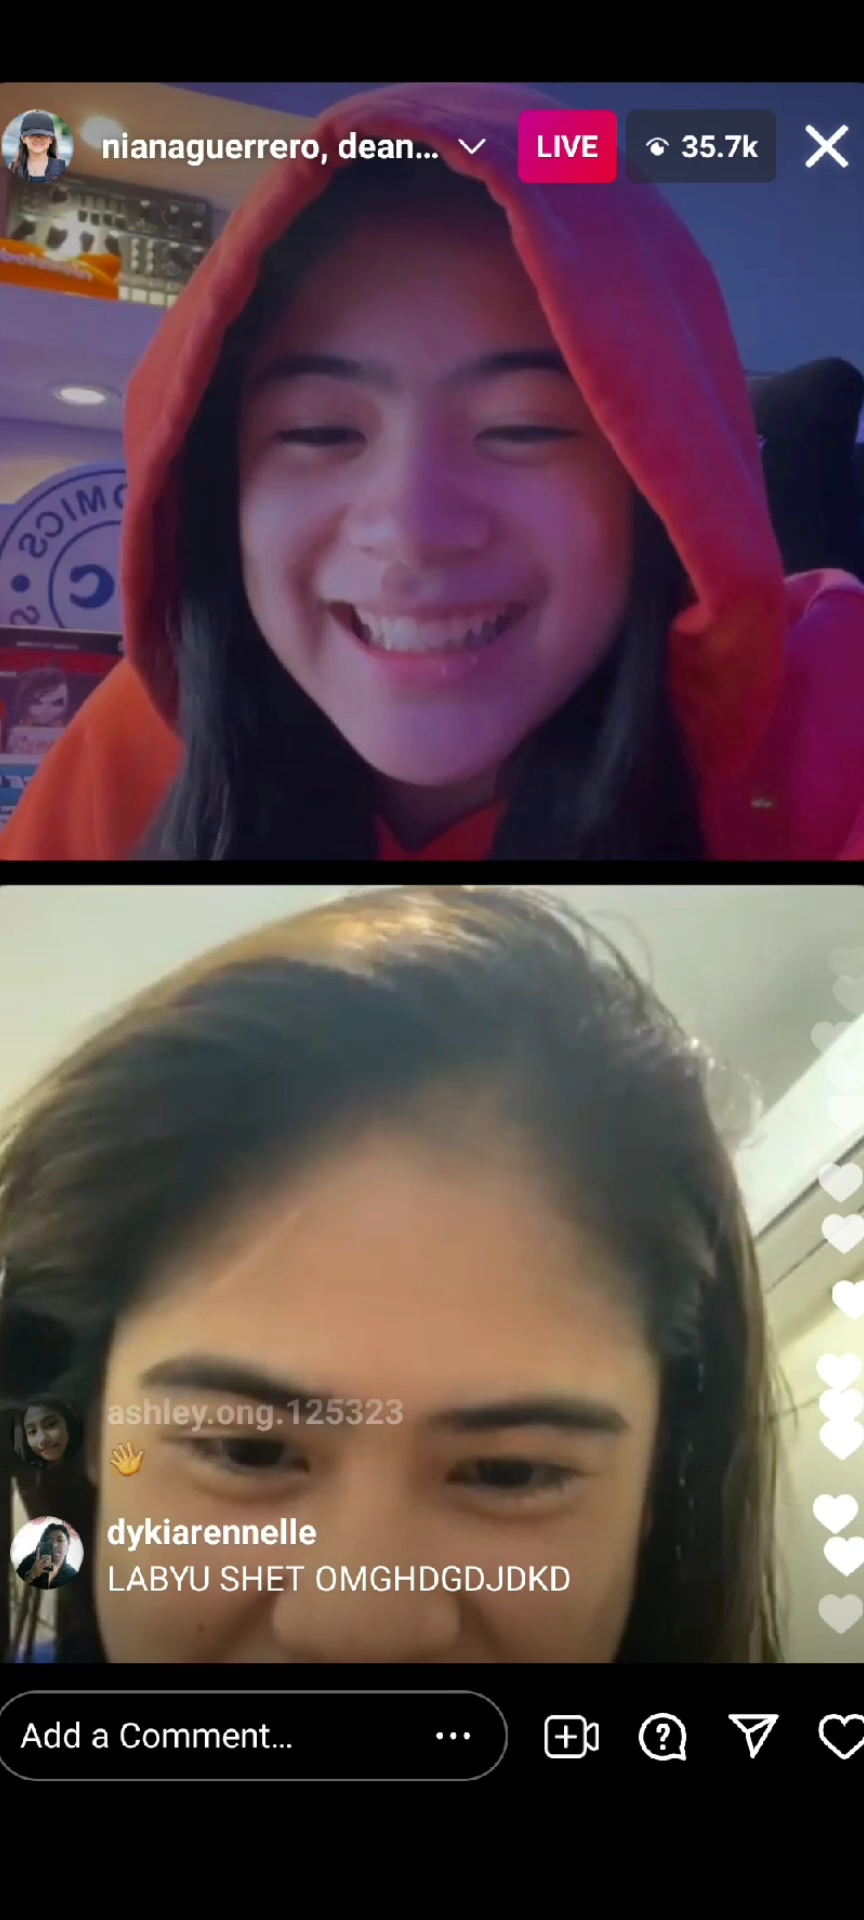 nianaguerrero, dean...
LIVE
35.7k
ashley.ong.125323
dykiarennelle
LABYU SHET OMGHDGDJDKD
Add a Comment...